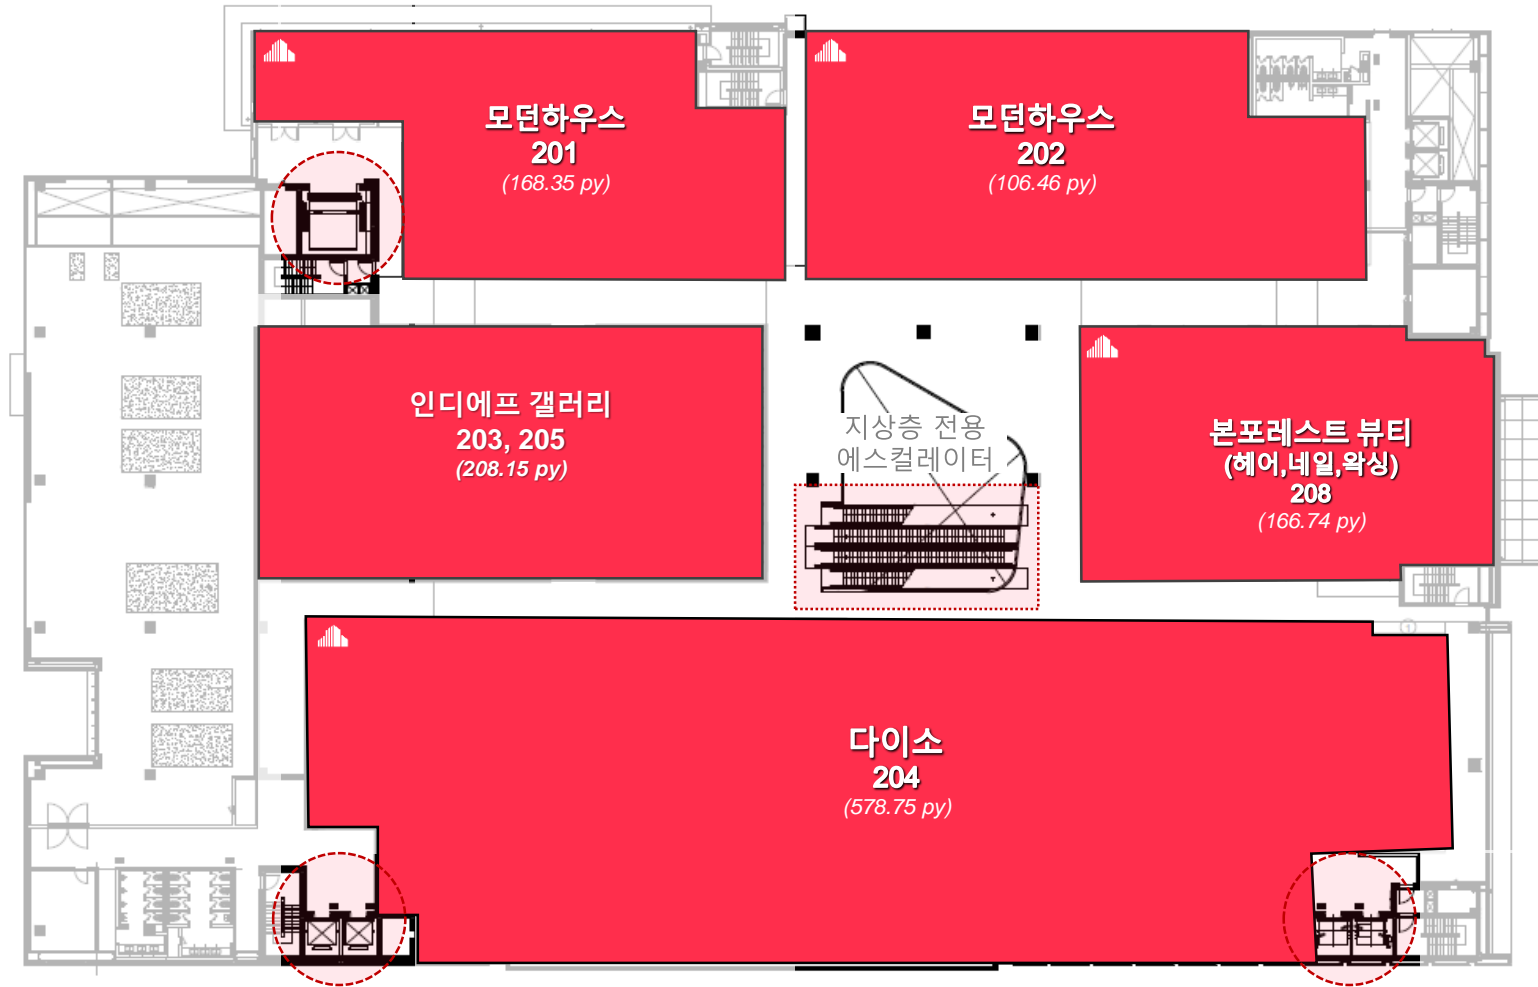 모던하우스
201
(168.35 py)
모던하우스
202
(106.46 py)
인디에프 갤러리
203, 205
(208.15 py)
지상층 전용
에스컬레이터
본포레스트 뷰티
(헤어,네일,왁싱)
208
(166.74 py)
다이소
204
(578.75 py)
1